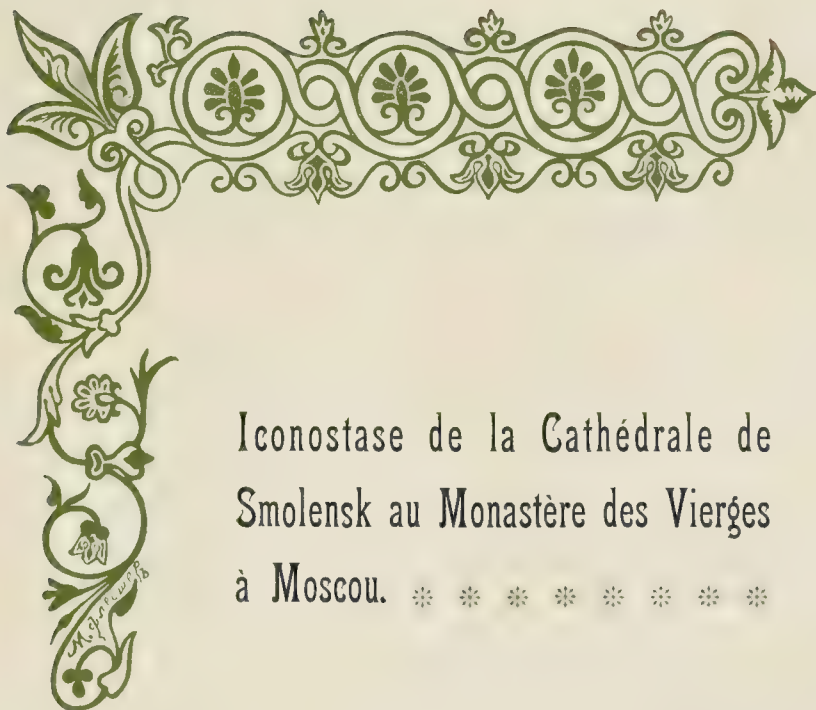 Iconostase de la Cathédrale de
Smolensk au Monastère des Vierges
à Moscou.